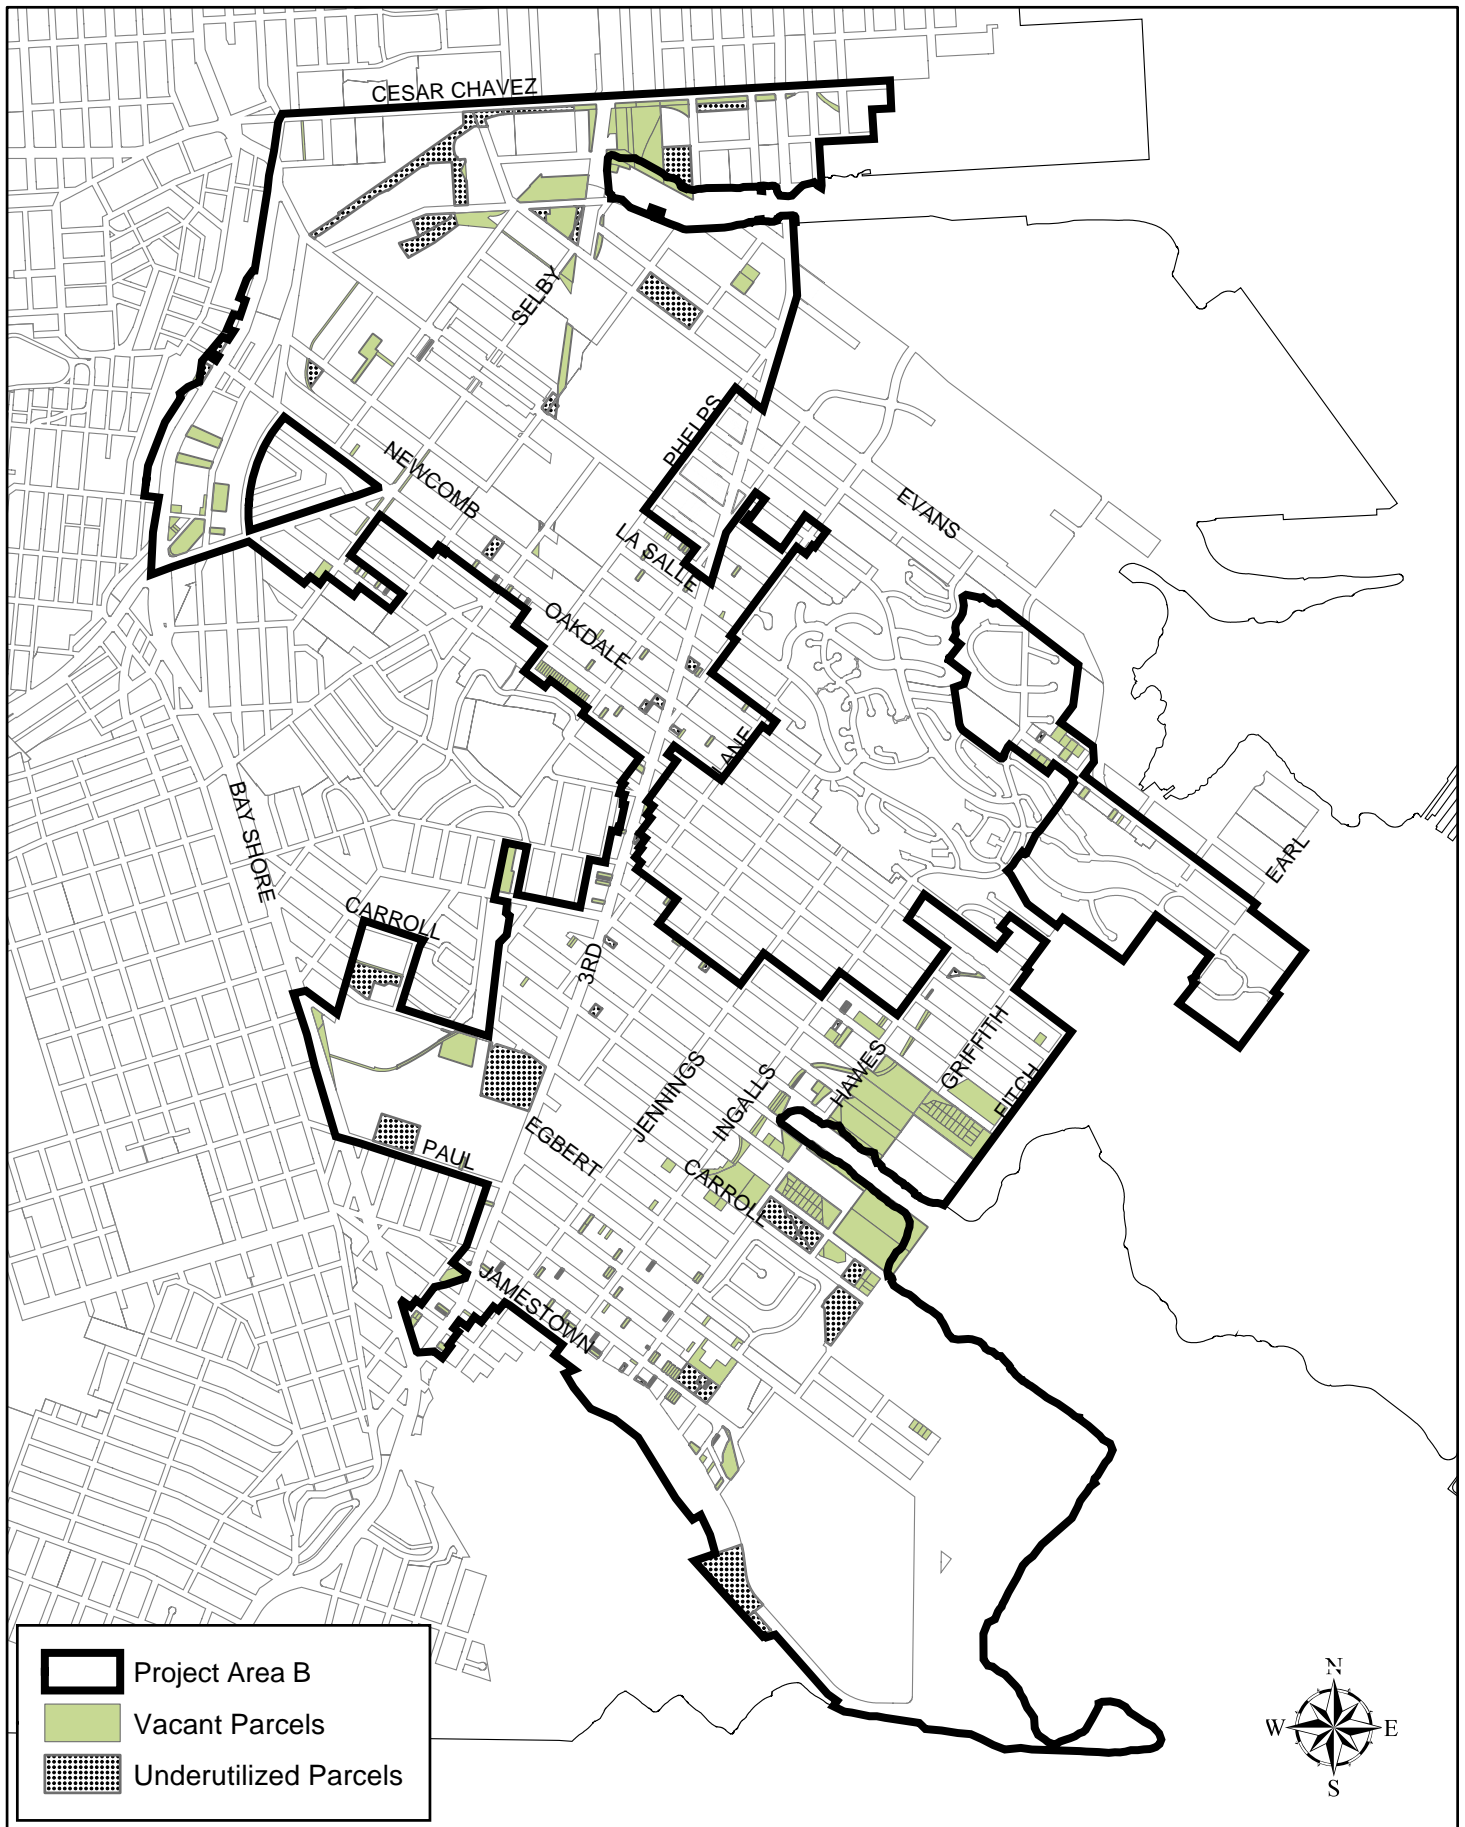 CESAR CHAVEZ
SELBY
PHELPS
NEWCOMB
EVANS
LA SALLE
OAKDALE
LANE
BAY SHORE
EARL
CARROLL
3RD
GRIFFITH
HAWES
FITCH
JENNINGS
INGALLS
EGBERT
PAUL
CARROLL
JAMESTOWN
Project Area B
Vacant Parcels
Underutilized Parcels
N
W
E
S